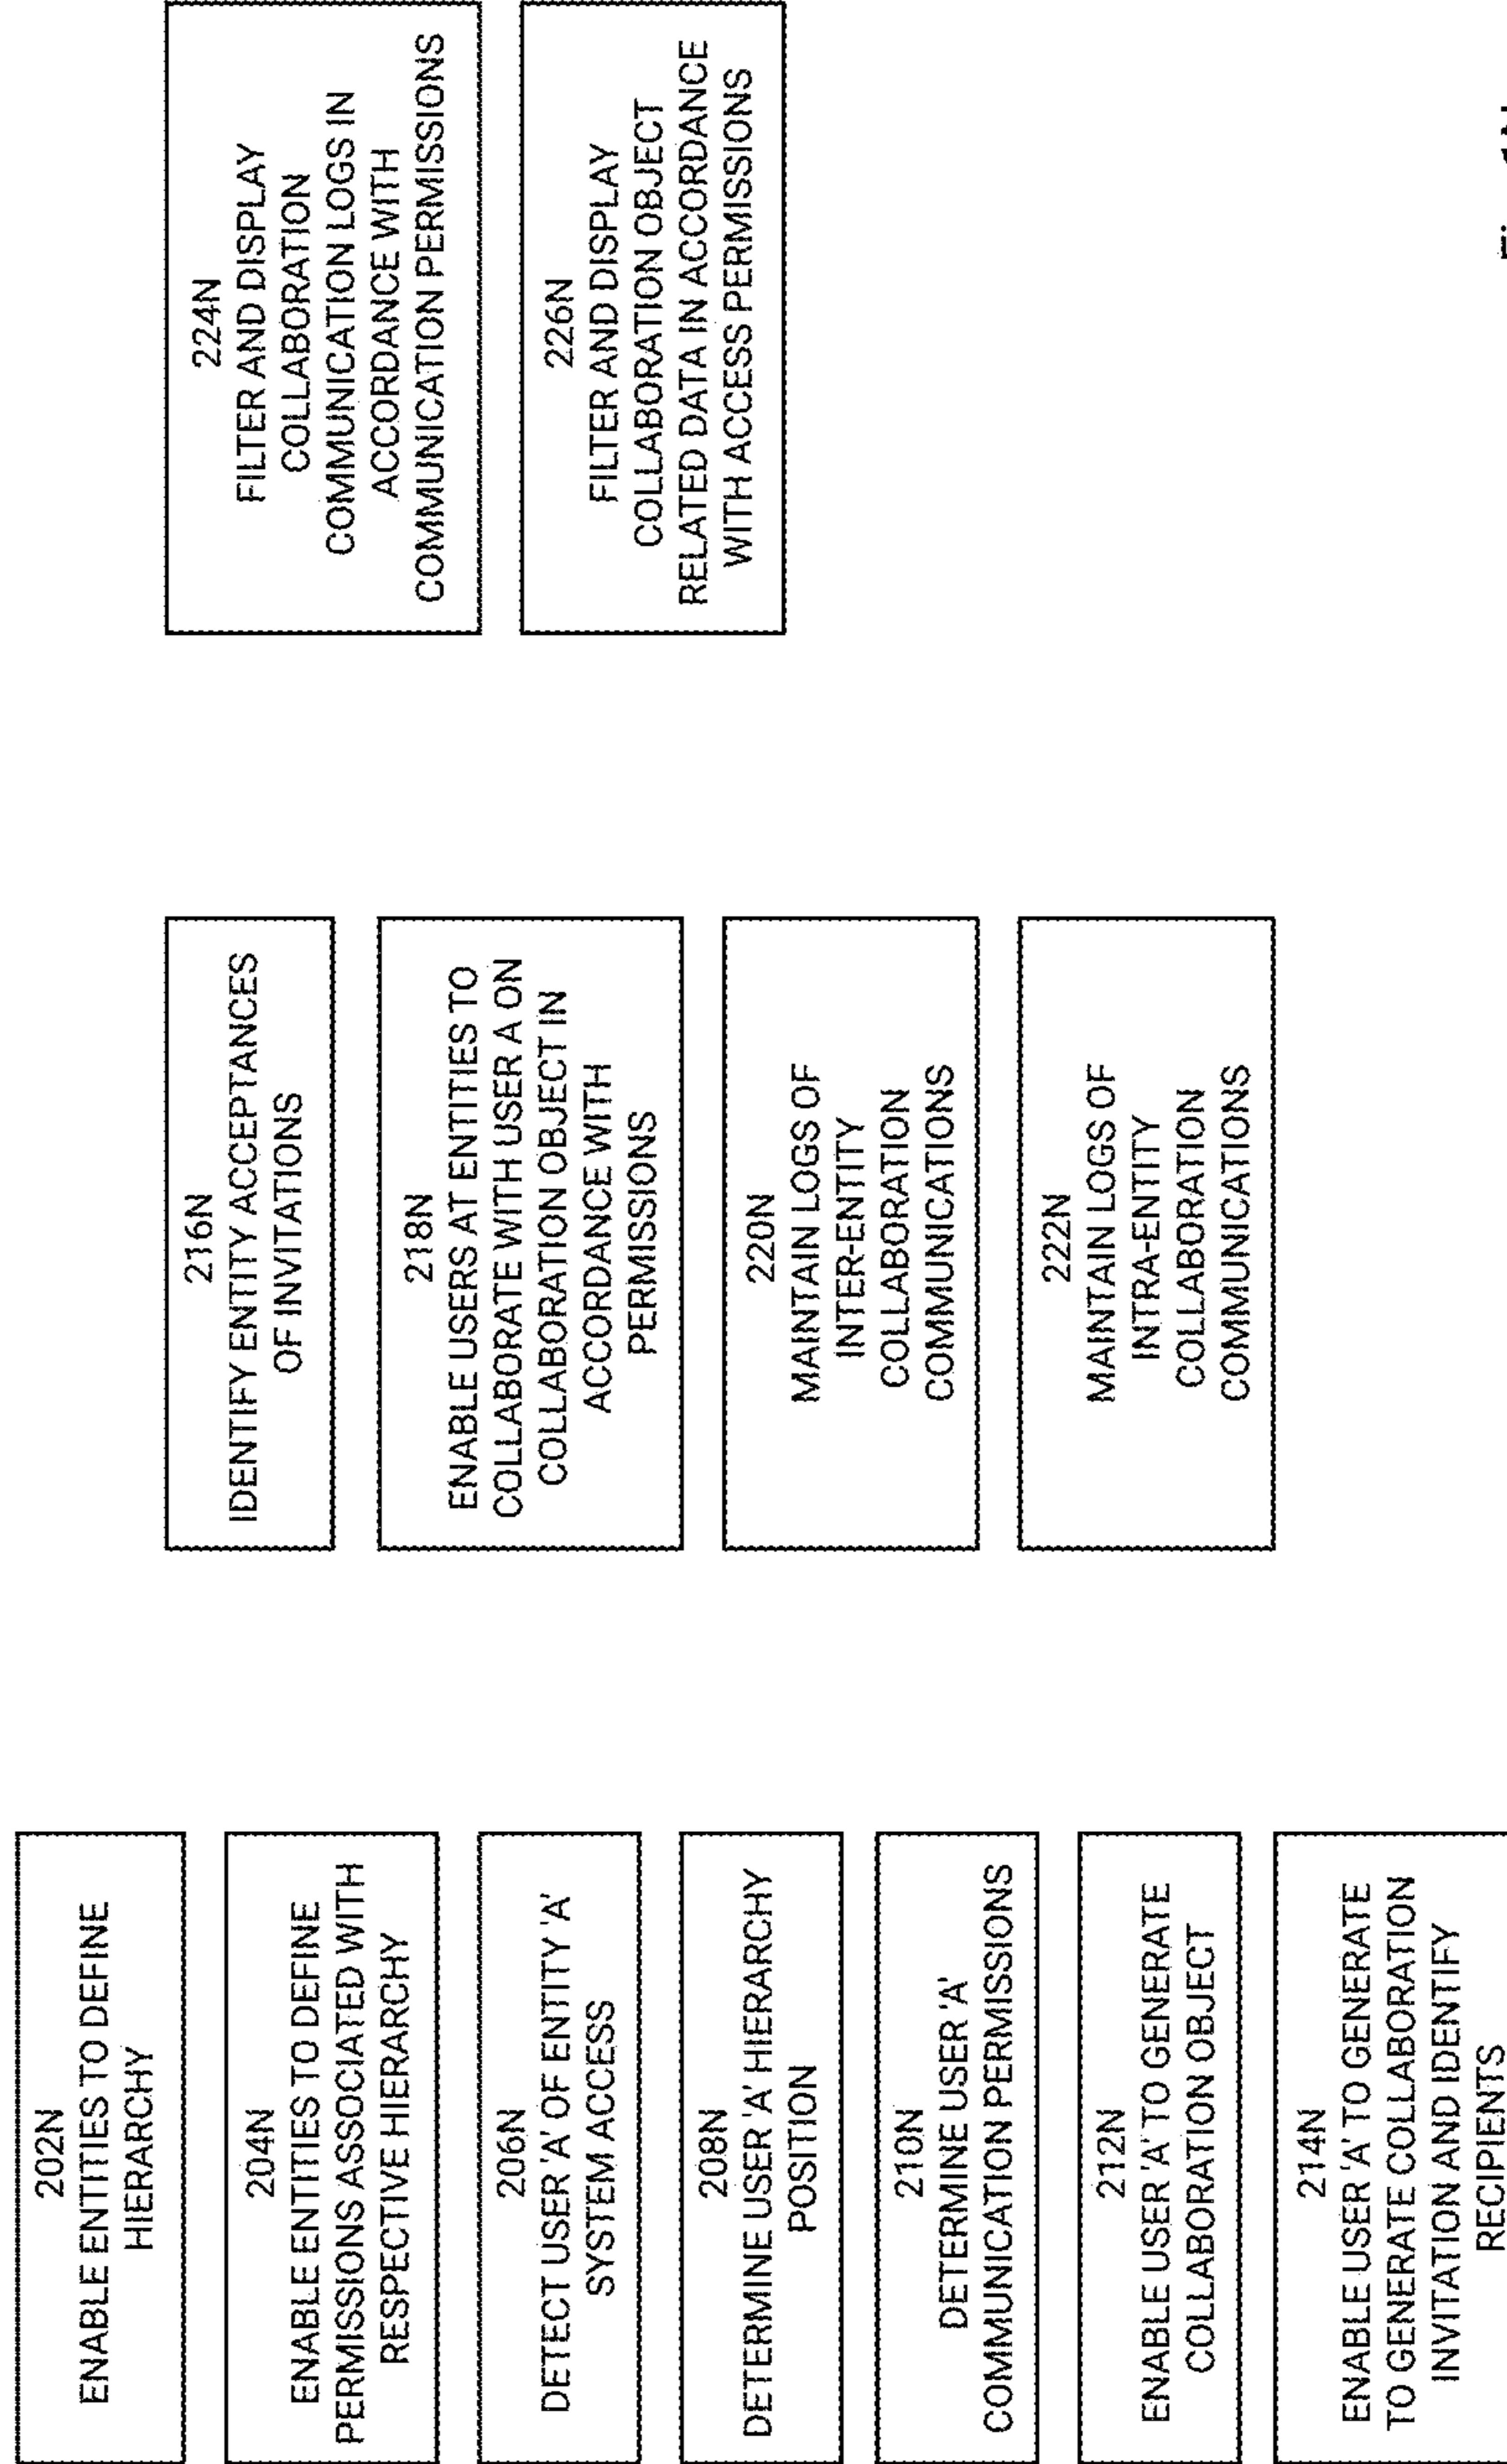 202N
ENABLE ENTITIES TO DEFINE
HIERARCHY
204N
ENABLE ENTITIES TO DEFINE
PERMISSIONS ASSOCIATED WITH
RESPECTIVE HIERARCHY
206N
DETECT USER 'A' OF ENTITY 'A'
SYSTEM ACCESS
208N
DETERMINE USER 'A' HIERARCHY
POSITION
210N
DETERMINE USER 'A'
COMMUNICATION PERMISSIONS
212N
ENABLE USER 'A' TO GENERATE
COLLABORATION OBJECT
214N
ENABLE USER 'A' TO GENERATE
TO GENERATE COLLABORATION
INVITATION AND IDENTIFY
RECIPIENTS
216N
IDENTIFY ENTITY ACCEPTANCES
OF INVITATIONS
218N
ENABLE USERS AT ENTITIES TO
COLLABORATE WITH USER A ON
COLLABORATION OBJECT IN
ACCORDANCE WITH
PERMISSIONS
220N
MAINTAIN LOGS OF
INTER-ENTITY
COLLABORATION
COMMUNICATIONS
222N
MAINTAIN LOGS OF
INTRA-ENTITY
COLLABORATION
COMMUNICATIONS
224N
FILTER AND DISPLAY
COLLABORATION
COMMUNICATION LOGS IN
ACCORDANCE WITH
COMMUNICATION PERMISSIONS
226N
FILTER AND DISPLAY
COLLABORATION OBJECT
RELATED DATA IN ACCORDANCE
WITH ACCESS PERMISSIONS